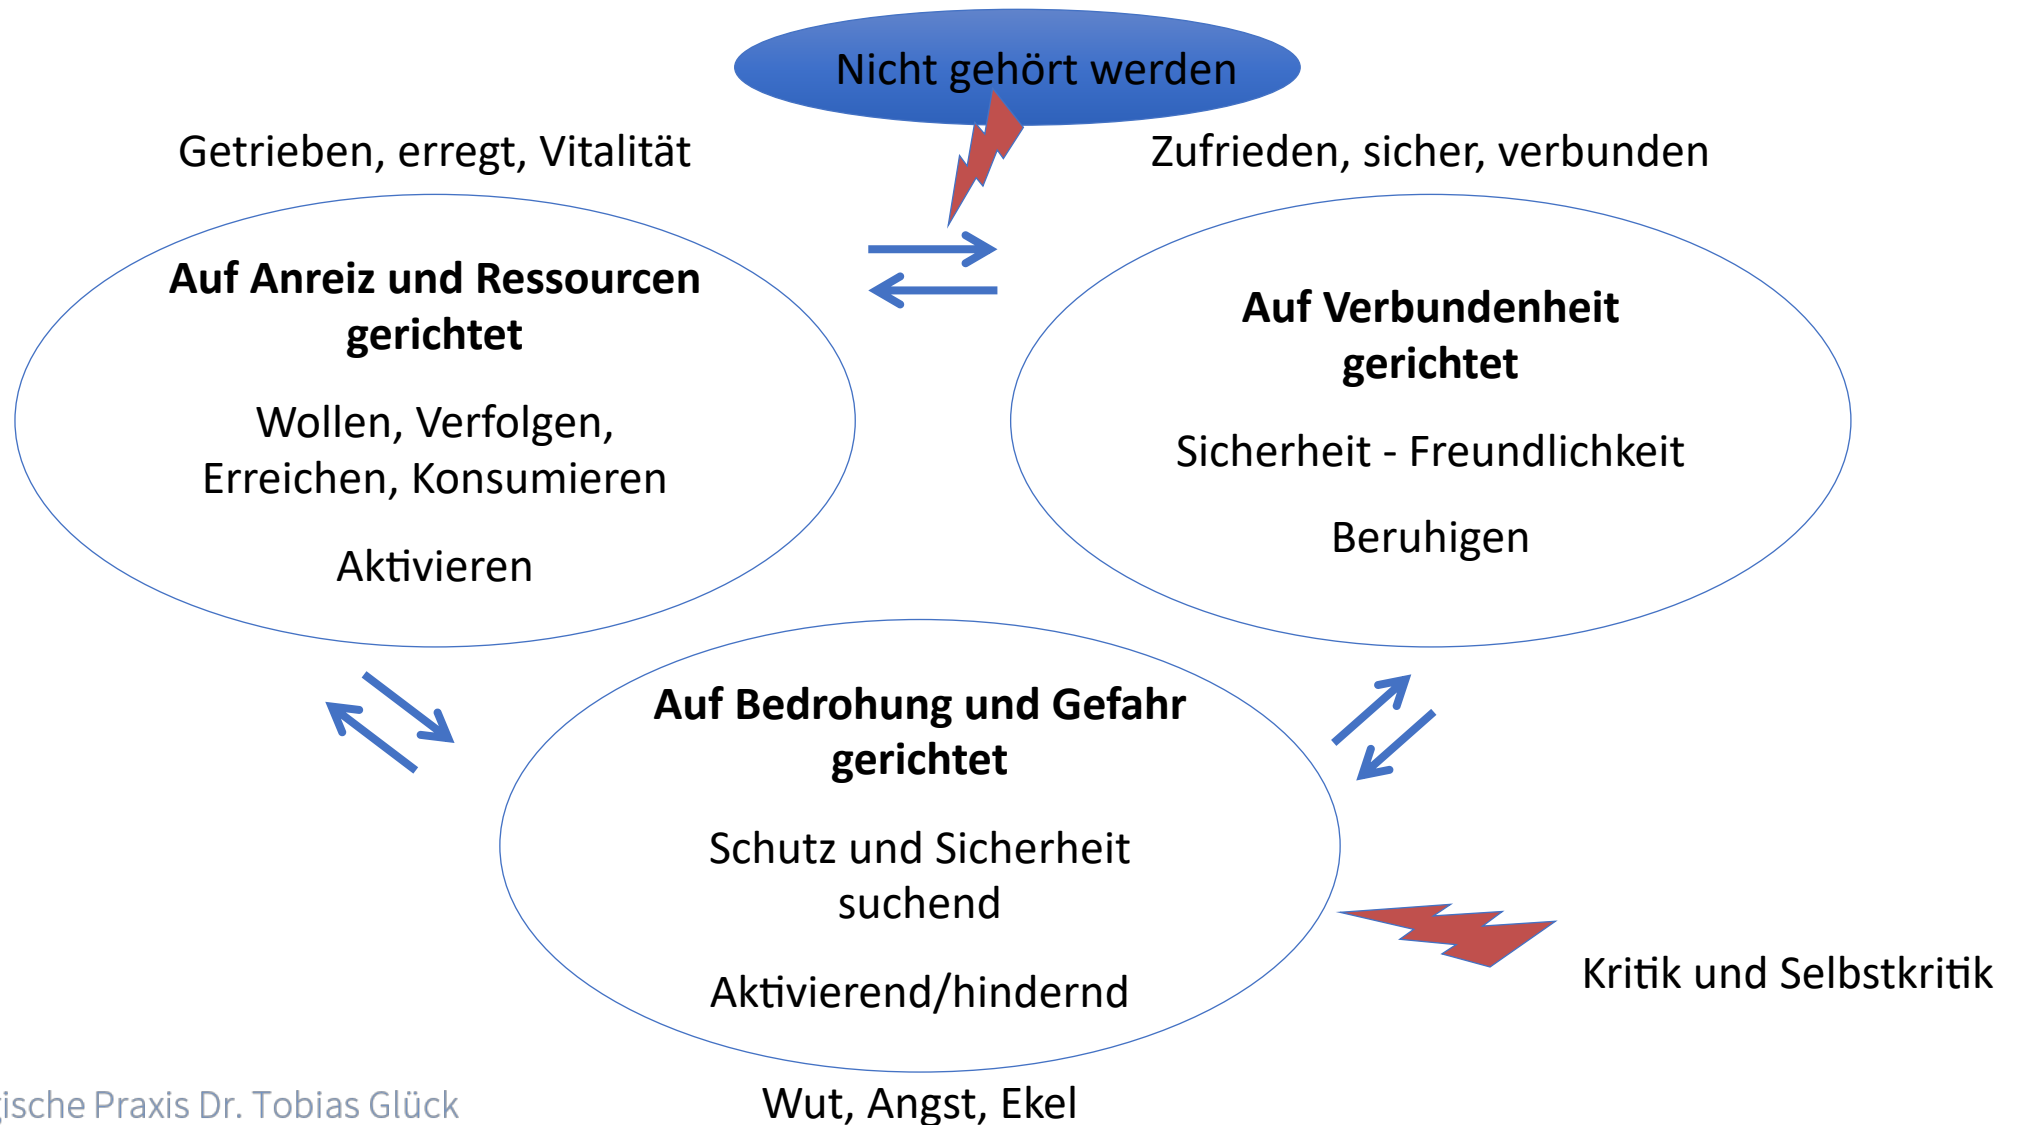 Nicht gehört werden
Getrieben, erregt, Vitalität
Zufrieden, sicher, verbunden
Auf Anreiz und Ressourcen
gerichtet
Wollen, Verfolgen,
Erreichen, Konsumieren
Aktivieren
Auf Verbundenheit
gerichtet
Sicherheit - Freundlichkeit
Beruhigen
Auf Bedrohung und Gefahr
gerichtet
Schutz und Sicherheit
suchend
Aktivierend/hindernd
Kritik und Selbstkritik
Wut, Angst, Ekel
Praxis Dr. Tobias Glück